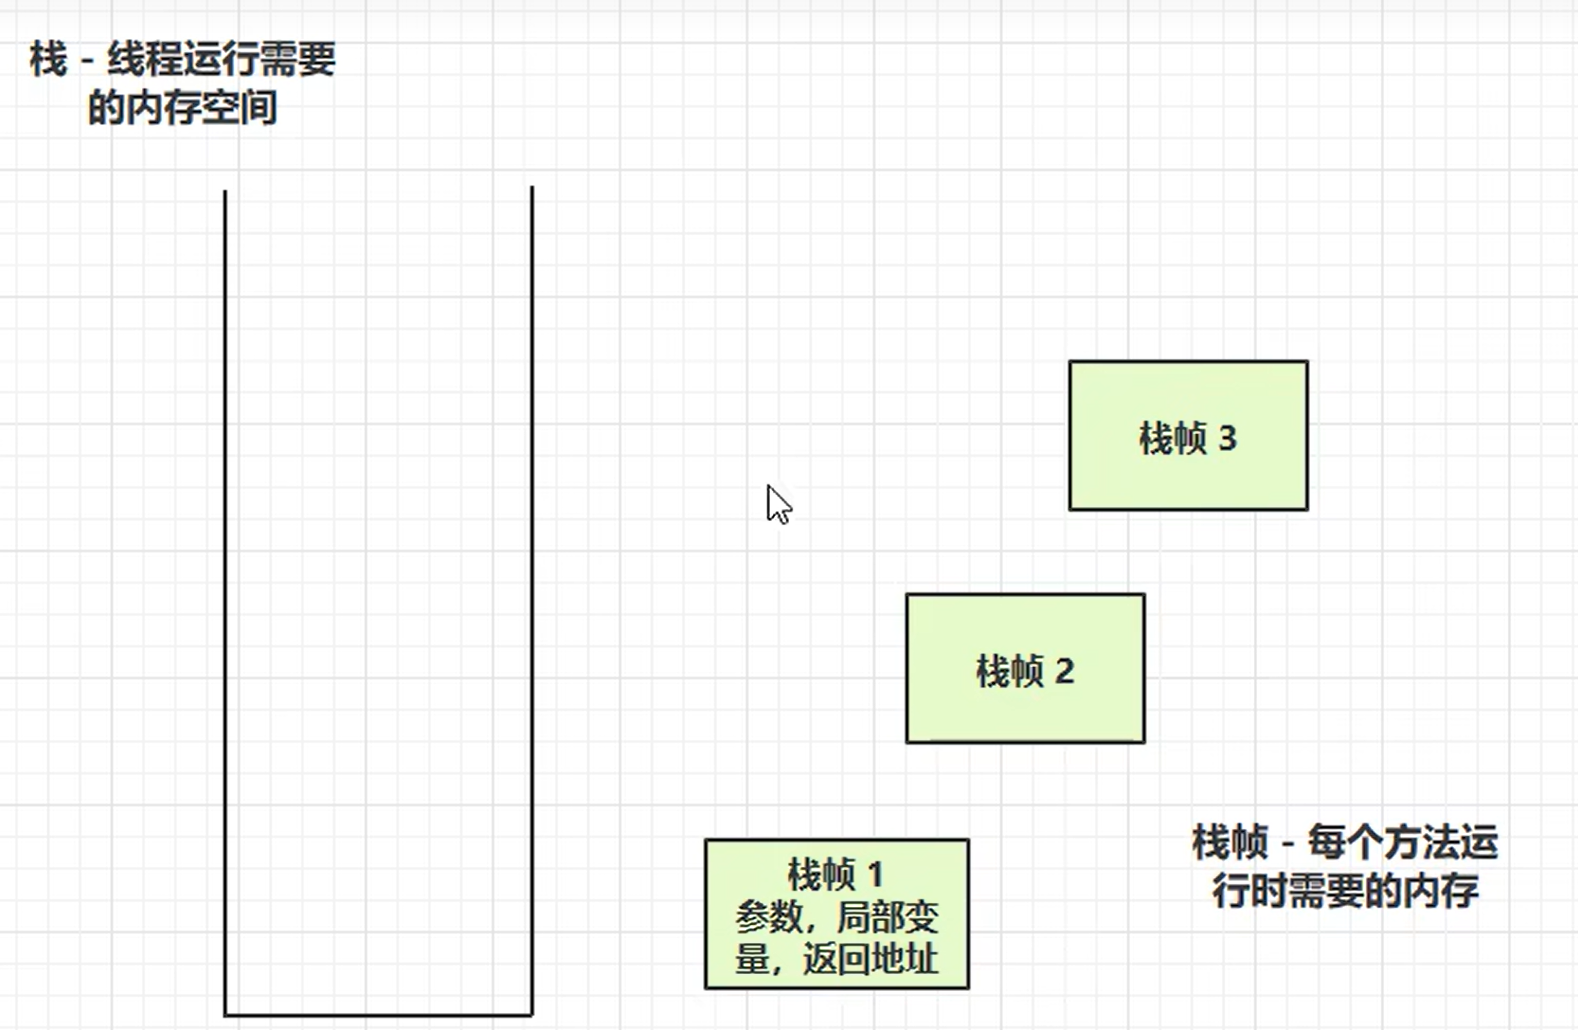 栈 - 线程运行需要
的内存空间
栈帧 3
栈帧 2
栈帧 1
参数，局部变
量，返回地址
栈帧 - 每个方法运
行时需要的内存